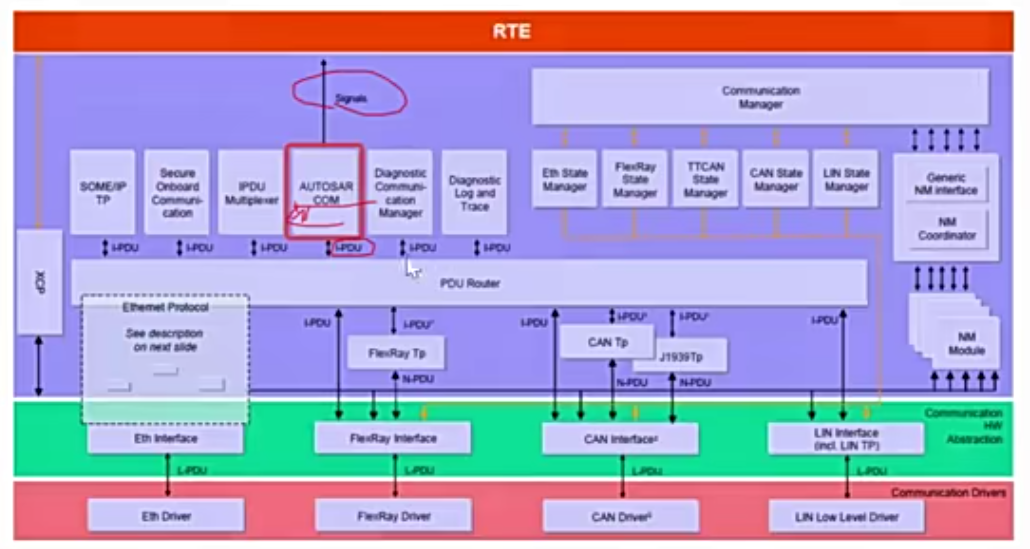 RTE
Signals
Communication
Manager
SOME/IP
TP
Secure
Onboard
Communi-
cation
IPDU
Multiplexer
AUTOSAR
COM
Diagnostic
Communi-
cation
Manager
Diagnostic
Log and
Trace
Eth State
Manager
FlexRay
State
Manager
TTCAN
State
Manager
CAN State
Manager
LIN State
Manager
Generic
NM interface
NM
Coordinator
I-PDU
I-PDU
I-PDU
I-PDU
I-PDU
I-PDU
XCP
PDU Router
Ethernet Protocol
See description
on next slide
I-PDU
I-PDU
I-PDU
I-PDU
I-PDU
I-PDU
FlexRay Tp
CAN Tp
J1939Tp
NM
Module
N-PDU
N-PDU
N-PDU
Communication
HW
Abstraction
Eth Interface
FlexRay Interface
CAN Interface
LIN Interface
(incl. LIN TP)
L-PDU
L-PDU
L-PDU
L-PDU
Communication Drivers
Eth Driver
FlexRay Driver
CAN Driver
LIN Low Level Driver